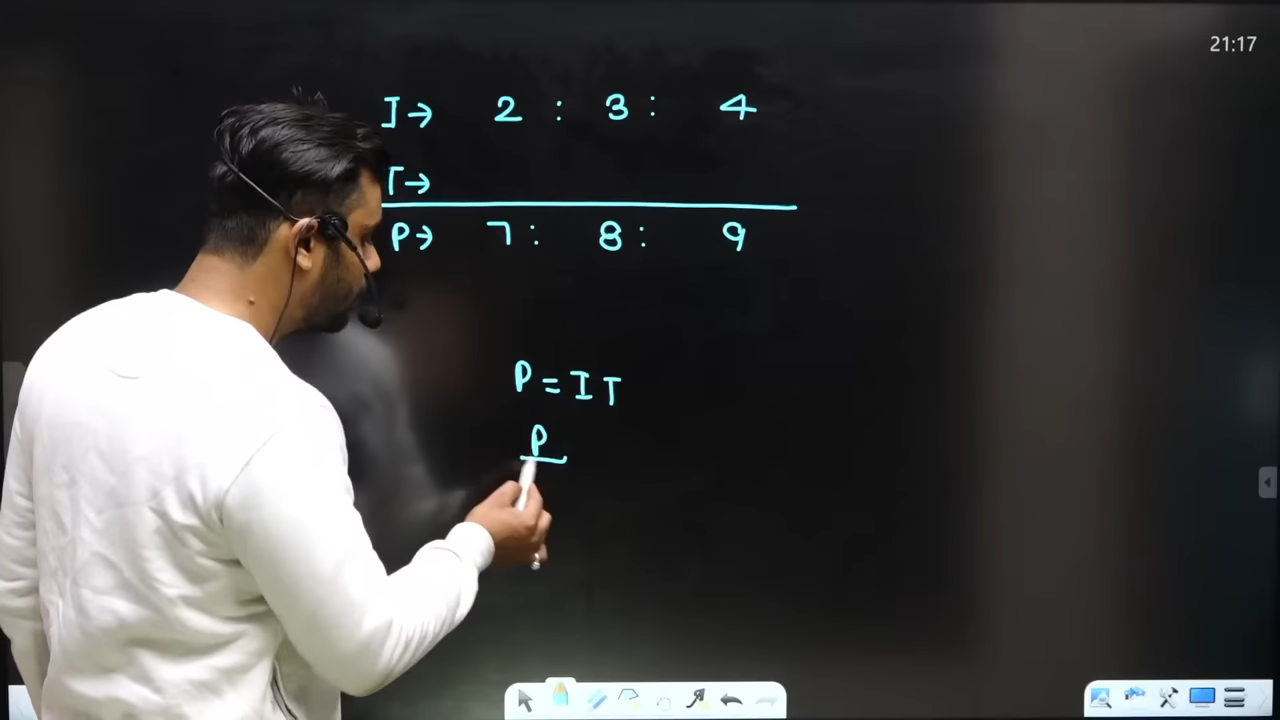 21:17
I → 2 : 3 : 4
T →
P → 7 : 8 : 9
P = I T
P